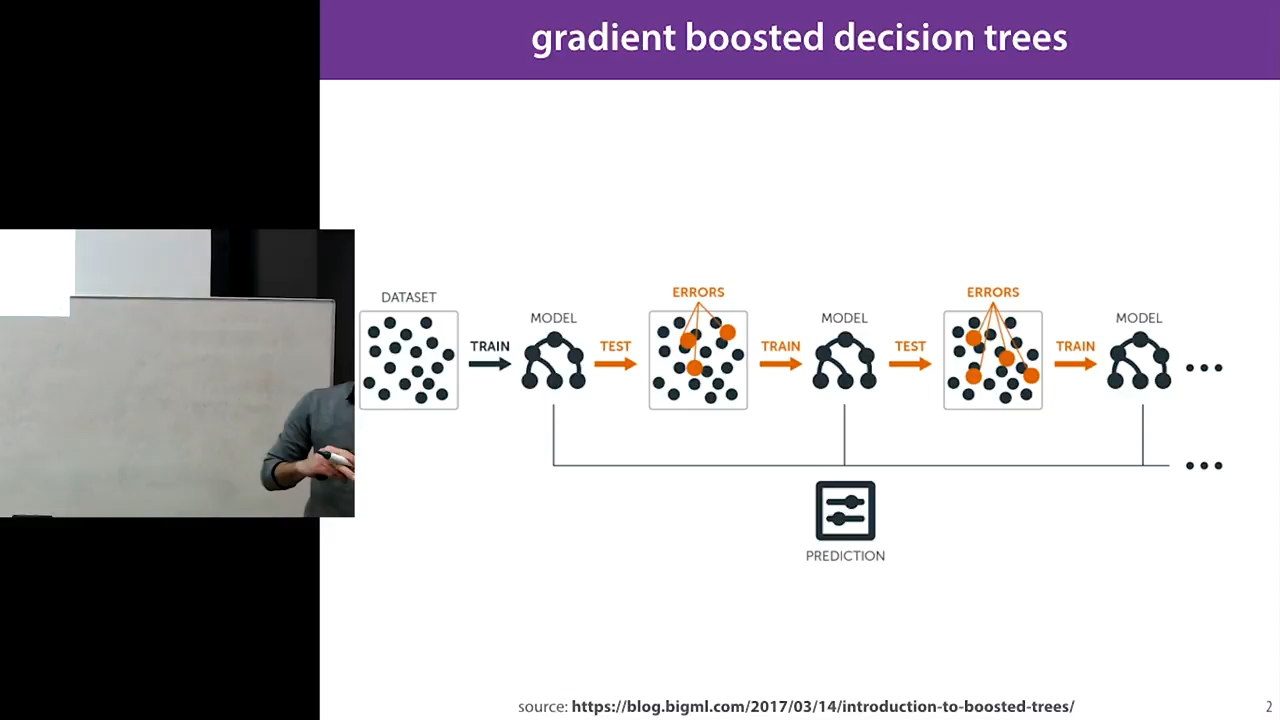 gradient boosted decision trees
DATASET
TRAIN
MODEL
TEST
ERRORS
TRAIN
MODEL
TEST
ERRORS
TRAIN
MODEL
PREDICTION
source: https://blog.bigml.com/2017/03/14/introduction-to-boosted-trees/
2